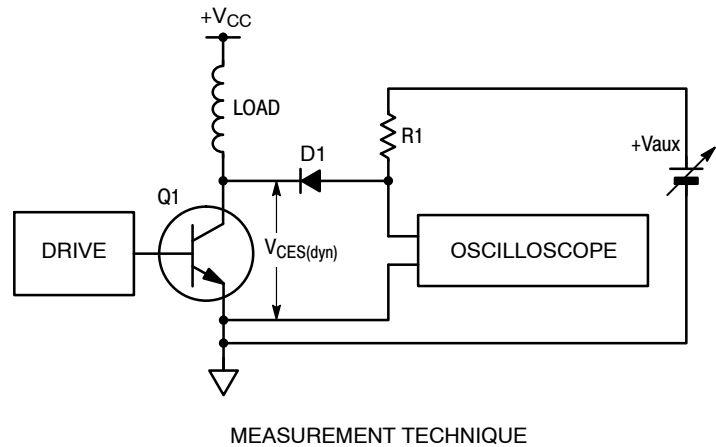 +VCC
LOAD
R1
+Vaux
D1
Q1
DRIVE
VCES(dyn)
OSCILLOSCOPE
MEASUREMENT TECHNIQUE